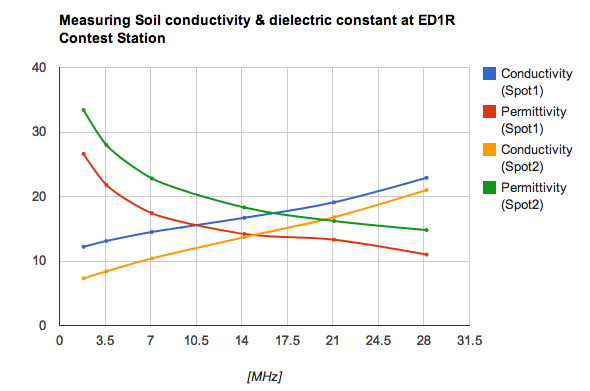 Measuring Soil conductivity & dielectric constant at ED1R
Contest Station
40
30
20
10
0
0 3.5 7 10.5 14 17.5 21 24.5 28 31.5
[MHz]
Conductivity
(Spot1)
Permittivity
(Spot1)
Conductivity
(Spot2)
Permittivity
(Spot2)